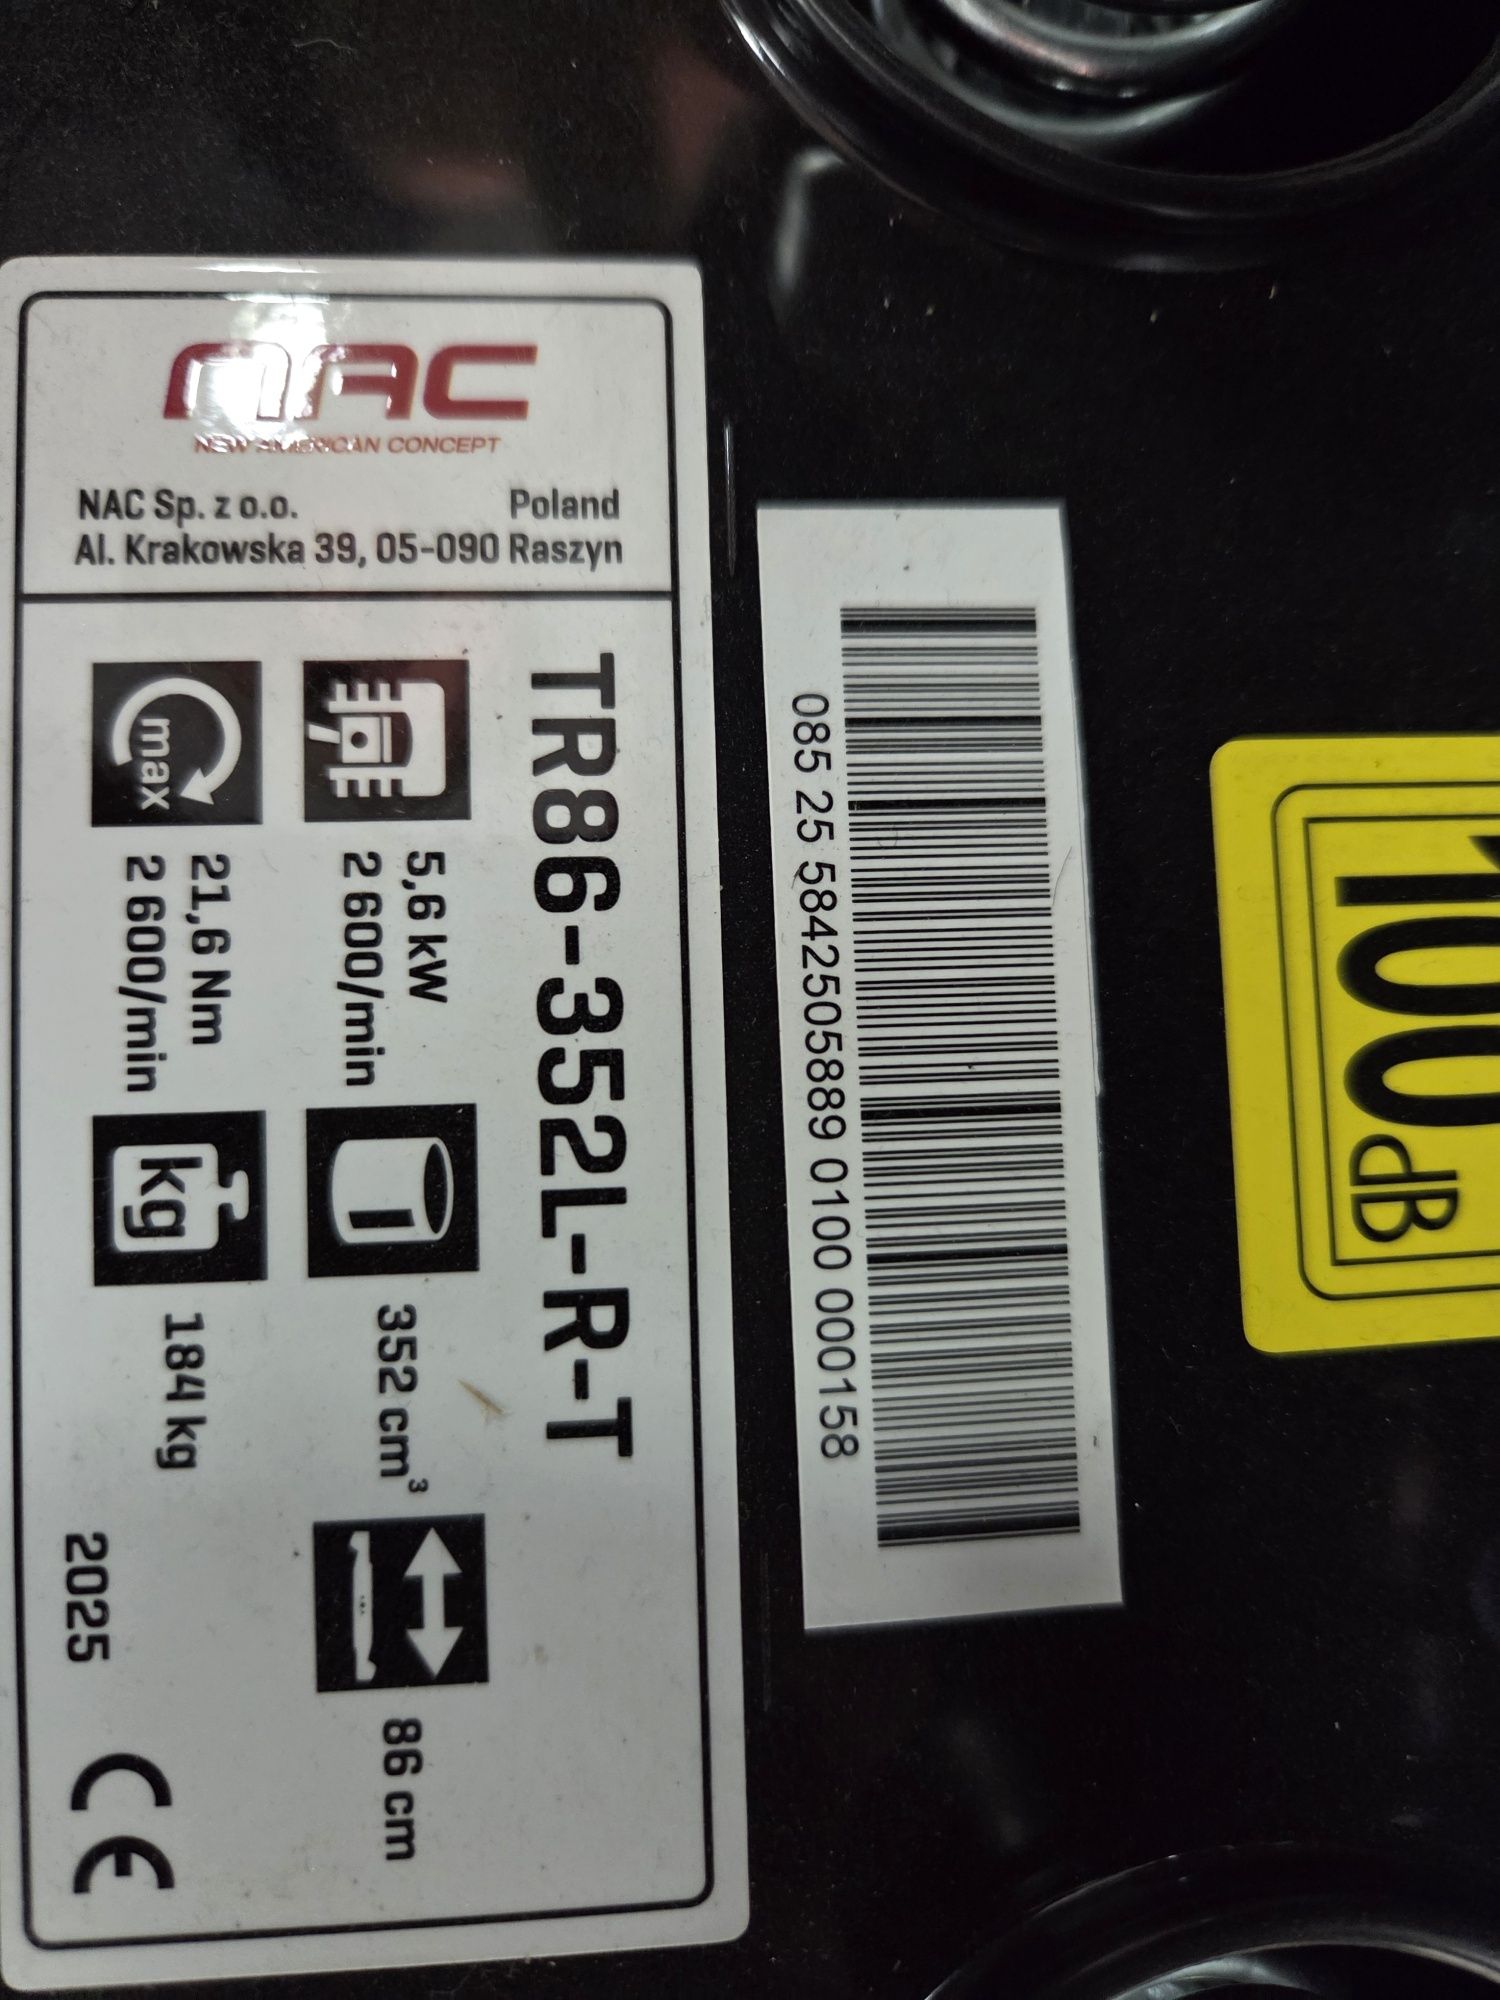 NAC
NEW AMERICAN CONCEPT
NAC Sp. z o.o. Poland
Al. Krakowska 39, 05-090 Raszyn
TR86-352L-R-T
5,6 kW
2 600/min
352 cm³
86 cm
max
21,6 Nm
2 600/min
kg
184 kg
2025
CE
085 25 5842505889 0100 000158
100
dB